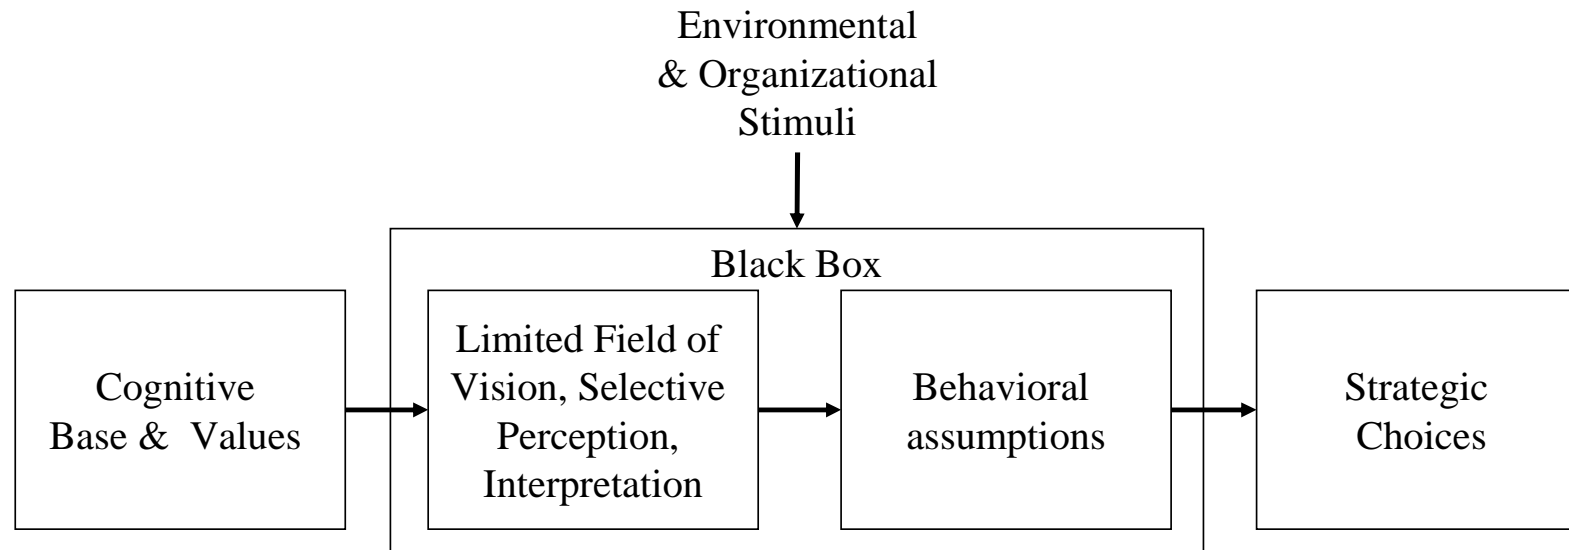 Environmental
& Organizational
Stimuli
Black Box
Cognitive
Base & Values
Limited Field of
Vision, Selective
Perception,
Interpretation
Behavioral
assumptions
Strategic
Choices